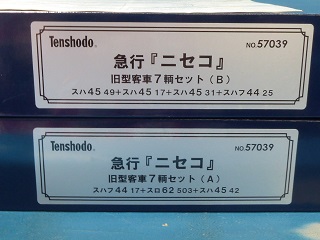 Tenshodo®
NO.57039
急行『ニセコ』
旧型客車7輌セット(B)
スハ45 49+スハ45 17+スハ45 31+スハフ44 25
Tenshodo®
NO.57039
急行『ニセコ』
旧型客車7輌セット(A)
スハフ44 17+スロ62 503+スハ45 42